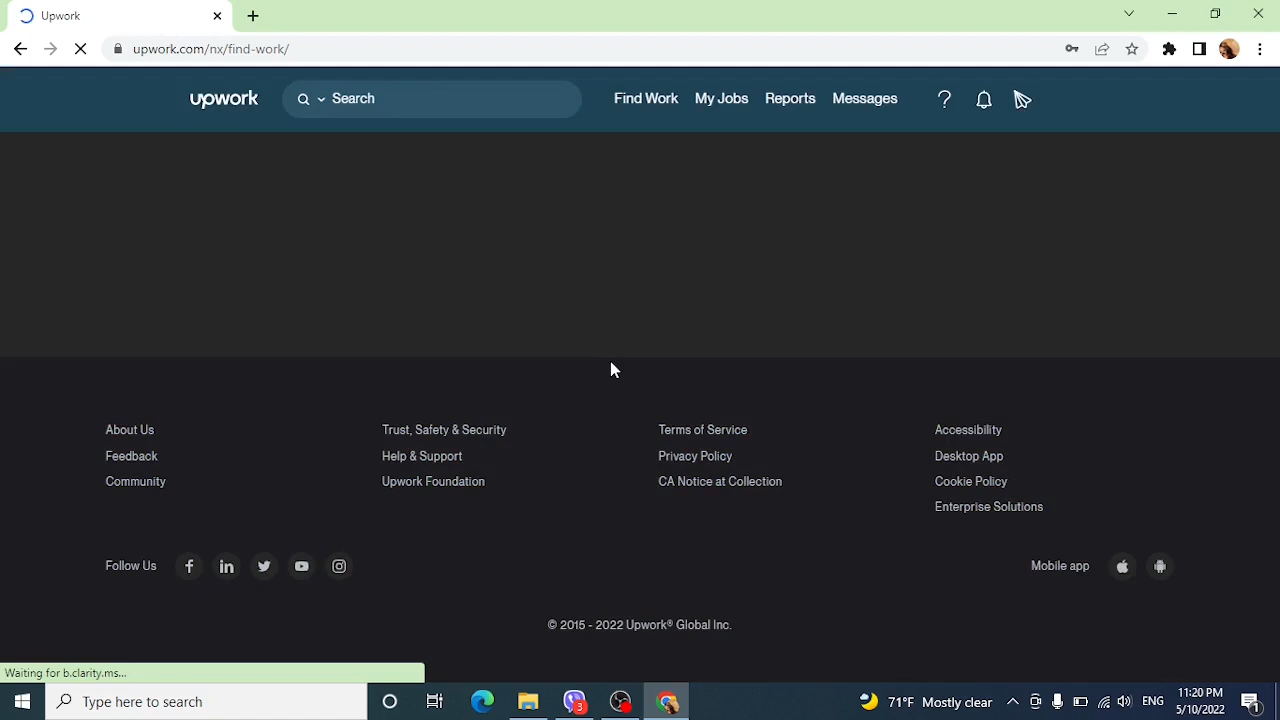 Upwork
upwork.com/nx/find-work/
upwork
Search
Find Work
My Jobs
Reports
Messages
About Us
Trust, Safety & Security
Terms of Service
Accessibility
Feedback
Help & Support
Privacy Policy
Desktop App
Community
Upwork Foundation
CA Notice at Collection
Cookie Policy
Enterprise Solutions
Follow Us
Mobile app
© 2015 - 2022 Upwork® Global Inc.
Waiting for b.clarity.ms...
Type here to search
3
71°F Mostly clear
ENG
11:20 PM
5/10/2022
1